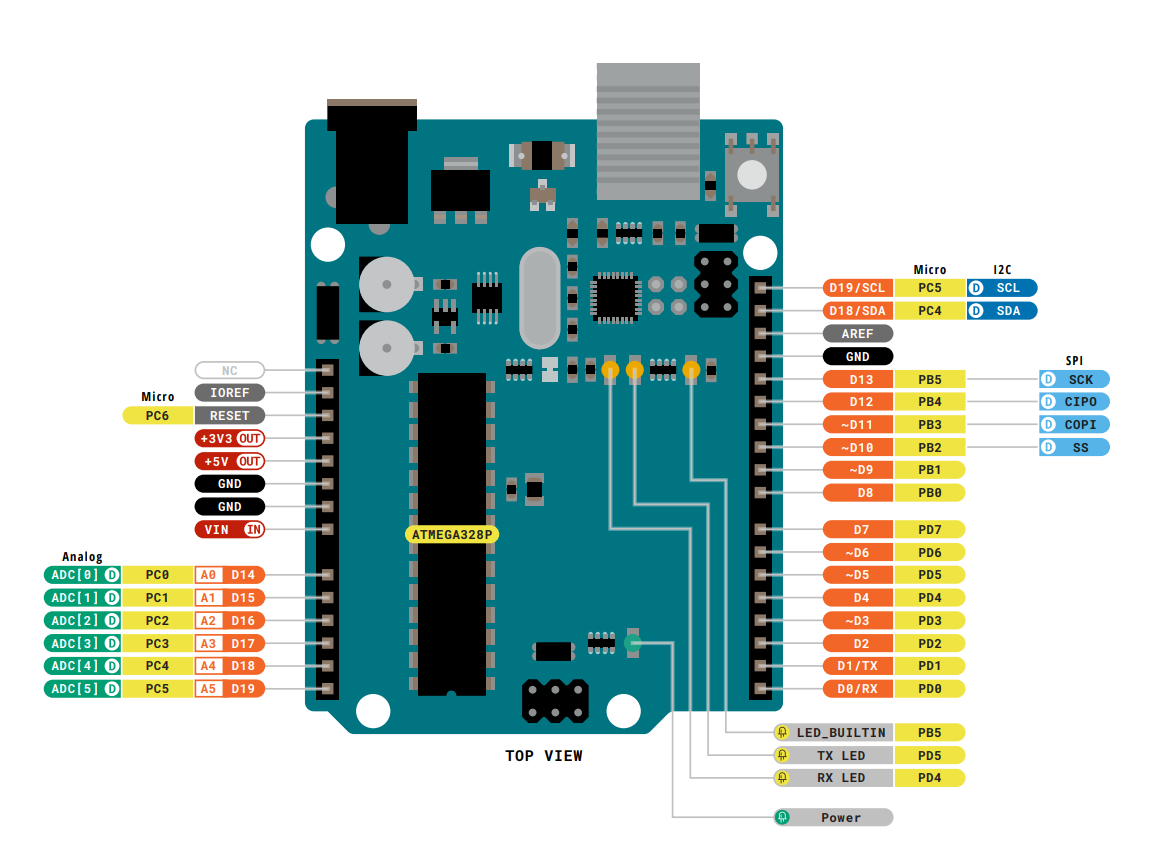 Micro I2C
D19/SCL PC5 D SCL
D18/SDA PC4 D SDA
AREF
GND
SPI
D13 PB5 D SCK
D12 PB4 D CIPO
~D11 PB3 D COPI
~D10 PB2 D SS
~D9 PB1
D8 PB0
D7 PD7
~D6 PD6
~D5 PD5
D4 PD4
~D3 PD3
D2 PD2
D1/TX PD1
D0/RX PD0
NC
IOREF
Micro
PC6 RESET
+3V3 OUT
+5V OUT
GND
GND
VIN IN
Analog
ADC[0] D PC0 A0 D14
ADC[1] D PC1 A1 D15
ADC[2] D PC2 A2 D16
ADC[3] D PC3 A3 D17
ADC[4] D PC4 A4 D18
ADC[5] D PC5 A5 D19
ATMEGA328P
LED_BUILTIN PB5
TX LED PD5
RX LED PD4
Power
TOP VIEW